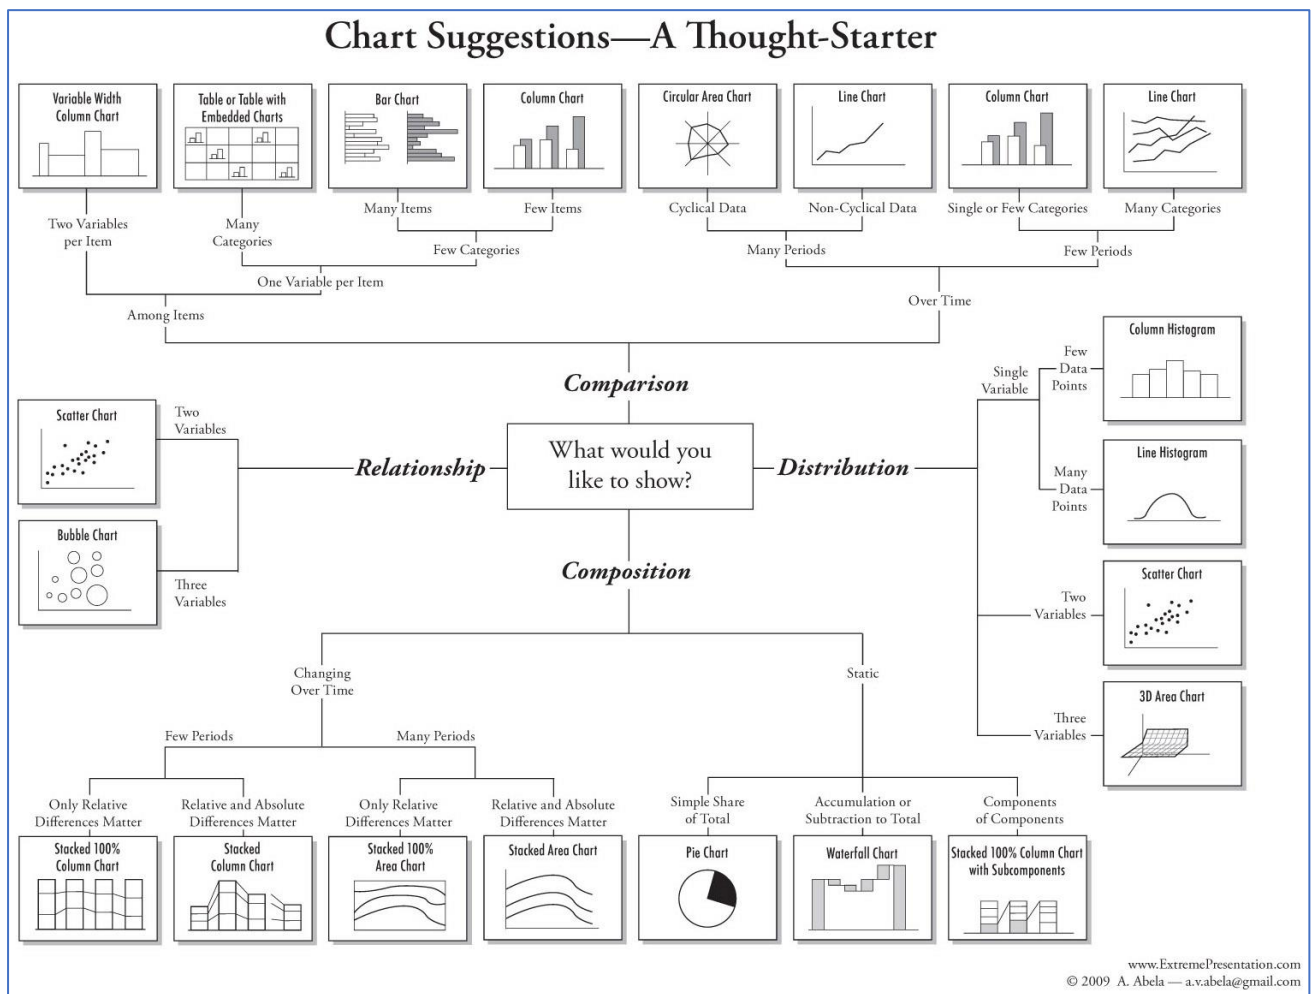 Chart Suggestions—A Thought-Starter
Variable Width
Column Chart
Table or Table with
Embedded Charts
Bar Chart
Column Chart
Circular Area Chart
Line Chart
Column Chart
Line Chart
Two Variables
per Item
Many
Categories
Many Items
Few Items
Cyclical Data
Non-Cyclical Data
Single or Few Categories
Many Categories
Few Categories
Many Periods
Few Periods
One Variable per Item
Among Items
Over Time
Comparison
What would you
like to show?
Relationship
Two
Variables
Scatter Chart
Three
Variables
Bubble Chart
Distribution
Single
Variable
Few
Data
Points
Column Histogram
Many
Data
Points
Line Histogram
Two
Variables
Scatter Chart
Three
Variables
3D Area Chart
Composition
Changing
Over Time
Static
Few Periods
Many Periods
Only Relative
Differences Matter
Relative and Absolute
Differences Matter
Only Relative
Differences Matter
Relative and Absolute
Differences Matter
Simple Share
of Total
Accumulation or
Subtraction to Total
Components
of Components
Stacked 100%
Column Chart
Stacked
Column Chart
Stacked 100%
Area Chart
Stacked Area Chart
Pie Chart
Waterfall Chart
Stacked 100% Column Chart
with Subcomponents
www.ExtremePresentation.com
© 2009 A. Abela — a.v.abela@gmail.com